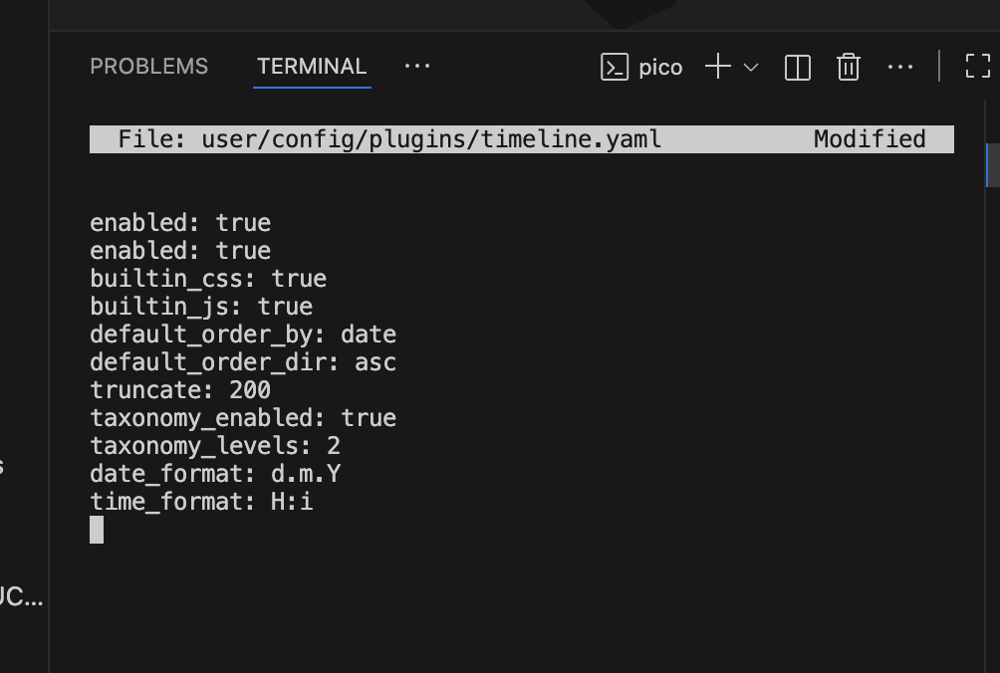 PROBLEMS TERMINAL ... pico
File: user/config/plugins/timeline.yaml Modified
enabled: true
enabled: true
builtin_css: true
builtin_js: true
default_order_by: date
default_order_dir: asc
truncate: 200
taxonomy_enabled: true
taxonomy_levels: 2
date_format: d.m.Y
time_format: H:i